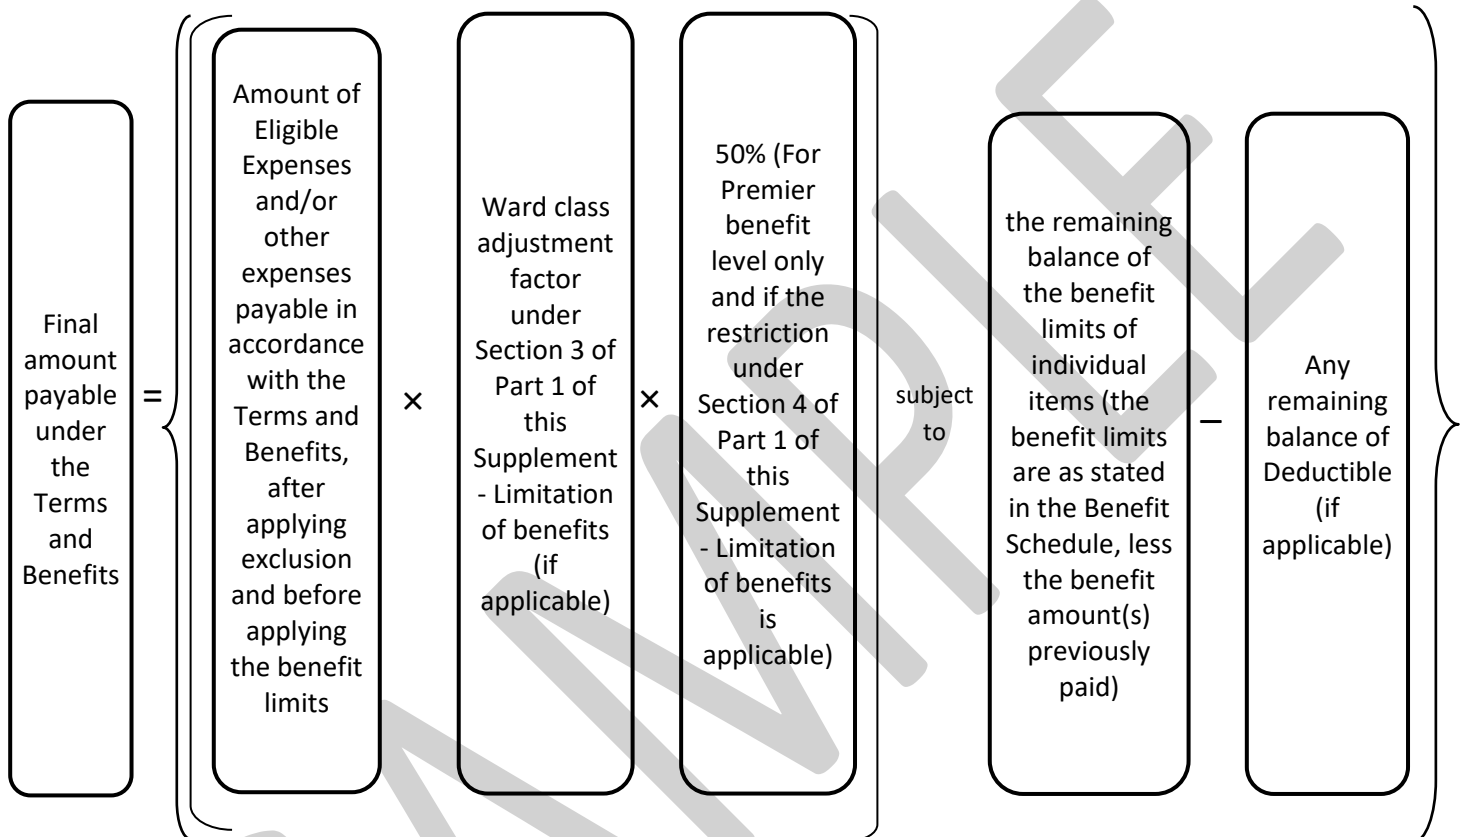 Final
amount
payable
under
the
Terms
and
Benefits
=
Amount of
Eligible
Expenses
and/or
other
expenses
payable in
accordance
with the
Terms and
Benefits,
after
applying
exclusion
and before
applying
the benefit
limits
×
Ward class
adjustment
factor
under
Section 3 of
Part 1 of
this
Supplement
- Limitation
of benefits
(if
applicable)
×
50% (For
Premier
benefit
level only
and if the
restriction
under
Section 4 of
Part 1 of
this
Supplement
- Limitation
of benefits
is
applicable)
subject
to
the remaining
balance of
the benefit
limits of
individual
items (the
benefit limits
are as stated
in the Benefit
Schedule, less
the benefit
amount(s)
previously
paid)
–
Any
remaining
balance of
Deductible
(if
applicable)